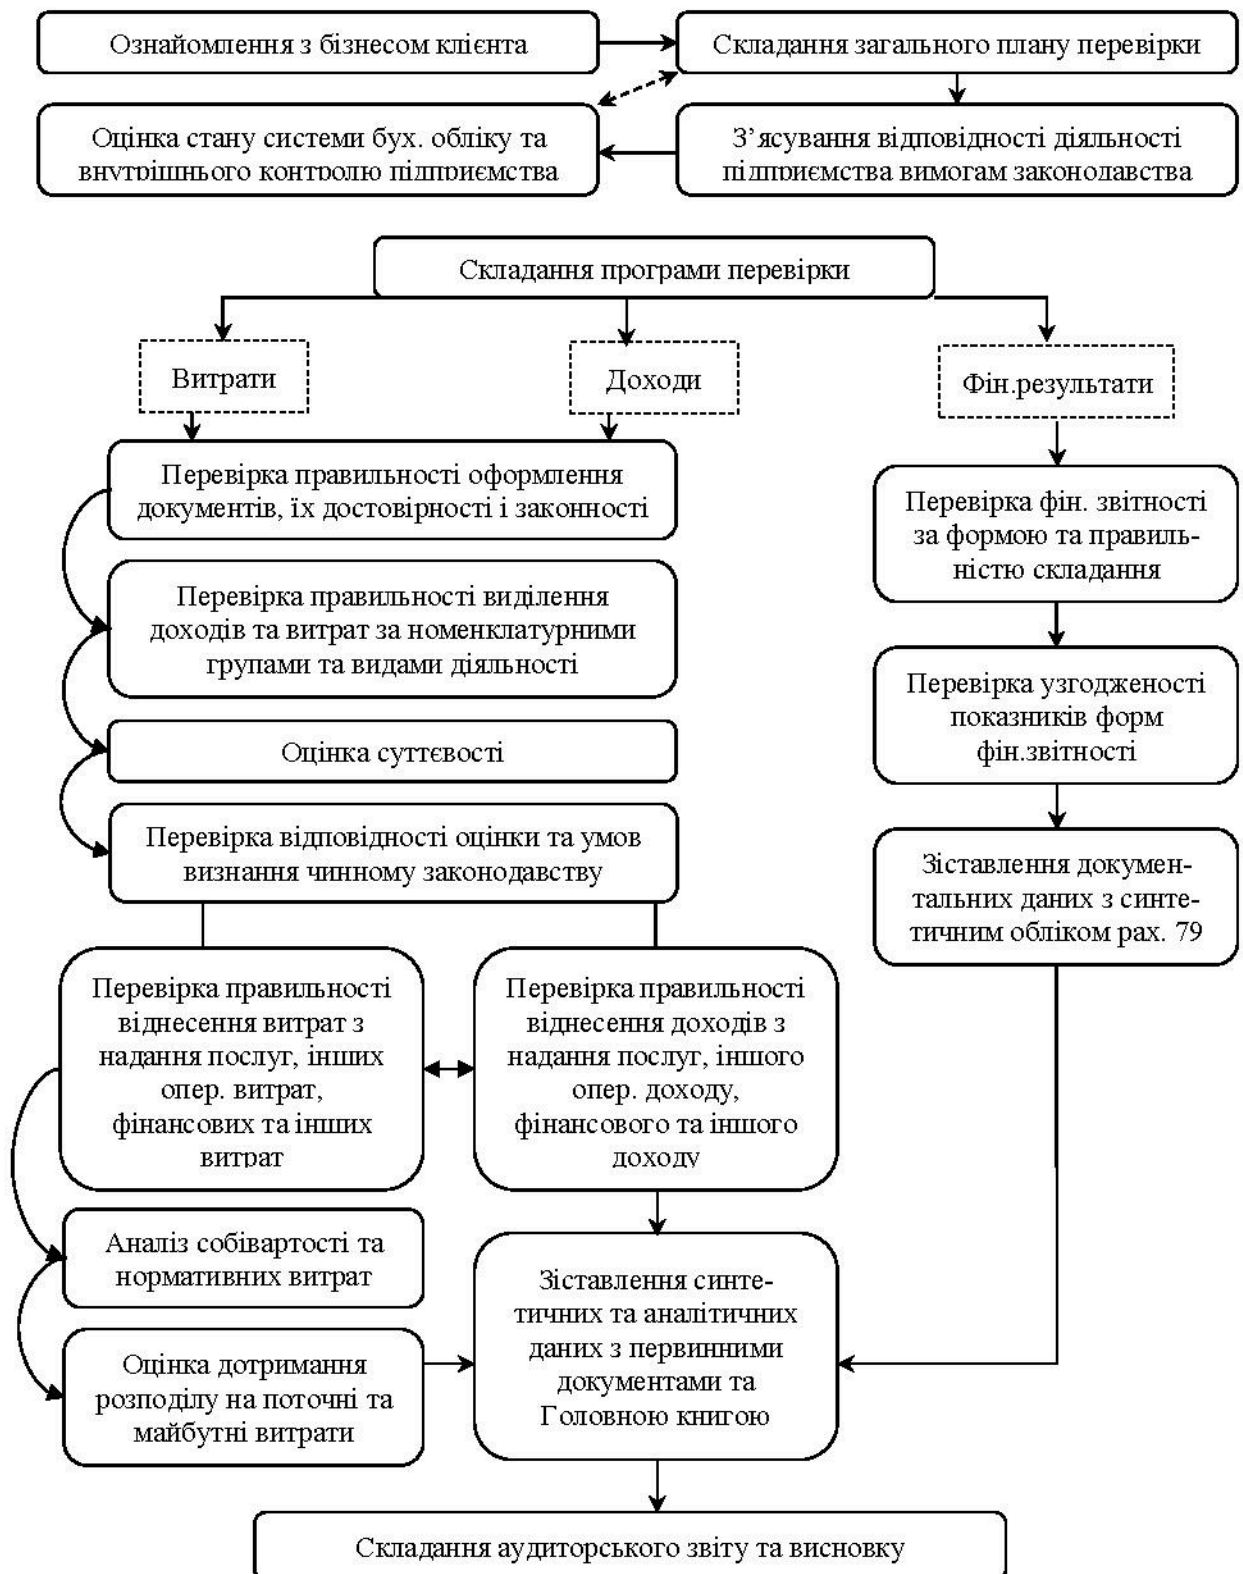 Ознайомлення з бізнесом клієнта
Складання загального плану перевірки
Оцінка стану системи бух. обліку та
внутрішнього контролю підприємства
З’ясування відповідності діяльності
підприємства вимогам законодавства
Складання програми перевірки
Витрати
Доходи
Фін.результати
Перевірка правильності оформлення
документів, їх достовірності і законності
Перевірка фін. звітності
за формою та правиль-
ністю складання
Перевірка правильності виділення
доходів та витрат за номенклатурними
групами та видами діяльності
Перевірка узгодженості
показників форм
фін.звітності
Оцінка суттєвості
Перевірка відповідності оцінки та умов
визнання чинному законодавству
Зіставлення докумен-
тальних даних з синте-
тичним обліком рах. 79
Перевірка правильності
віднесення витрат з
надання послуг, інших
опер. витрат,
фінансових та інших
витрат
Перевірка правильності
віднесення доходів з
надання послуг, іншого
опер. доходу,
фінансового та іншого
доходу
Аналіз собівартості та
нормативних витрат
Зіставлення синте-
тичних та аналітичних
даних з первинними
документами та
Головною книгою
Оцінка дотримання
розподілу на поточні та
майбутні витрати
Складання аудиторського звіту та висновку